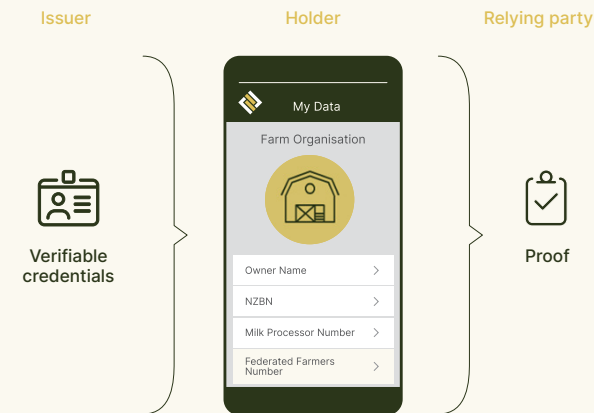 Issuer
Holder
Relying party
My Data
Farm Organisation
Verifiable
credentials
Owner Name
NZBN
Milk Processor Number
Federated Farmers
Number
Proof